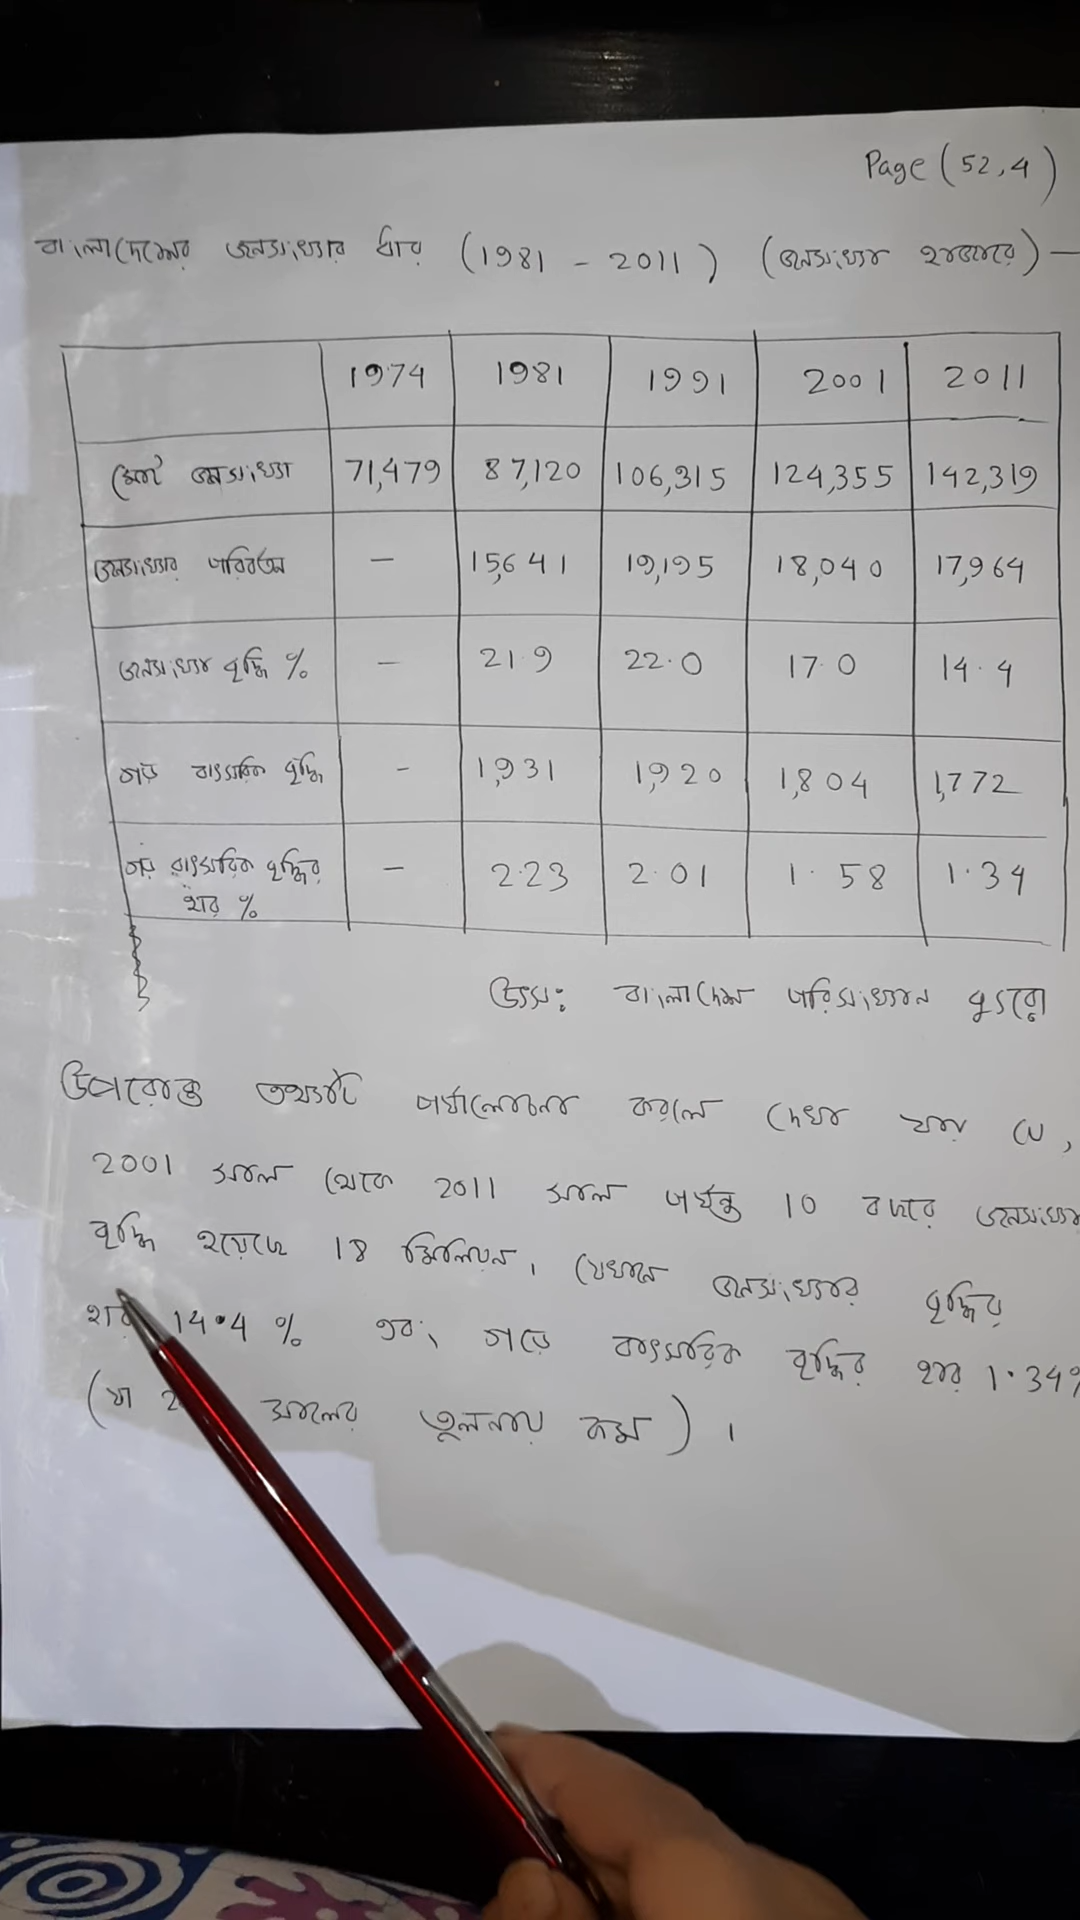 Page (52,4)
বাংলাদেশের জনসংখ্যার ধার (1981 - 2011) (জনসংখ্যা হাজারে) —
1974 1981 1991 2001 2011
মোট জনসংখ্যা 71,479 87,120 106,315 124,355 142,319
জনসংখ্যার পরিবর্তন — 15,641 19,195 18,040 17,964
জনসংখ্যা বৃদ্ধি % — 21.9 22.0 17.0 14.4
গড় বাৎসরিক বৃদ্ধি - 1,931 1,920 1,804 1,772
গড় বাৎসরিক বৃদ্ধির — 2.23 2.01 1.58 1.34
হার %
উৎস: বাংলাদেশ পরিসংখ্যান বুরো
উপরোক্ত তথ্যটি পর্যালোচনা করলে দেখা যায় যে,
2001 সাল থেকে 2011 সাল পর্যন্ত 10 বছরে জনসংখ্যা
বৃদ্ধি হয়েছে 18 মিলিয়ন, যেখানে জনসংখ্যার বৃদ্ধির
হার 14.4 % এবং গড়ে বাৎসরিক বৃদ্ধির হার 1.34%
(যা সালের তুলনায় কম) ।